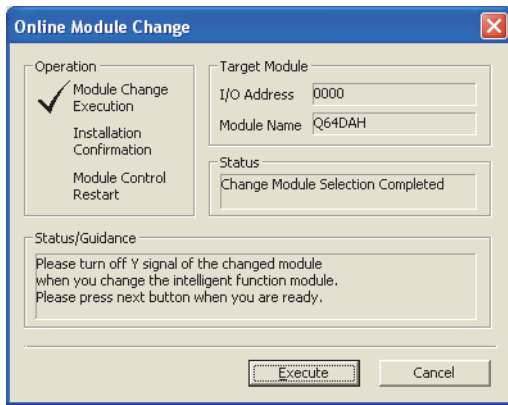 Online Module Change
Operation
Module Change
Execution
Installation
Confirmation
Module Control
Restart
Target Module
I/O Address 0000
Module Name Q64DAH
Status
Change Module Selection Completed
Status/Guidance
Please turn off Y signal of the changed module
when you change the intelligent function module.
Please press next button when you are ready.
Execute
Cancel